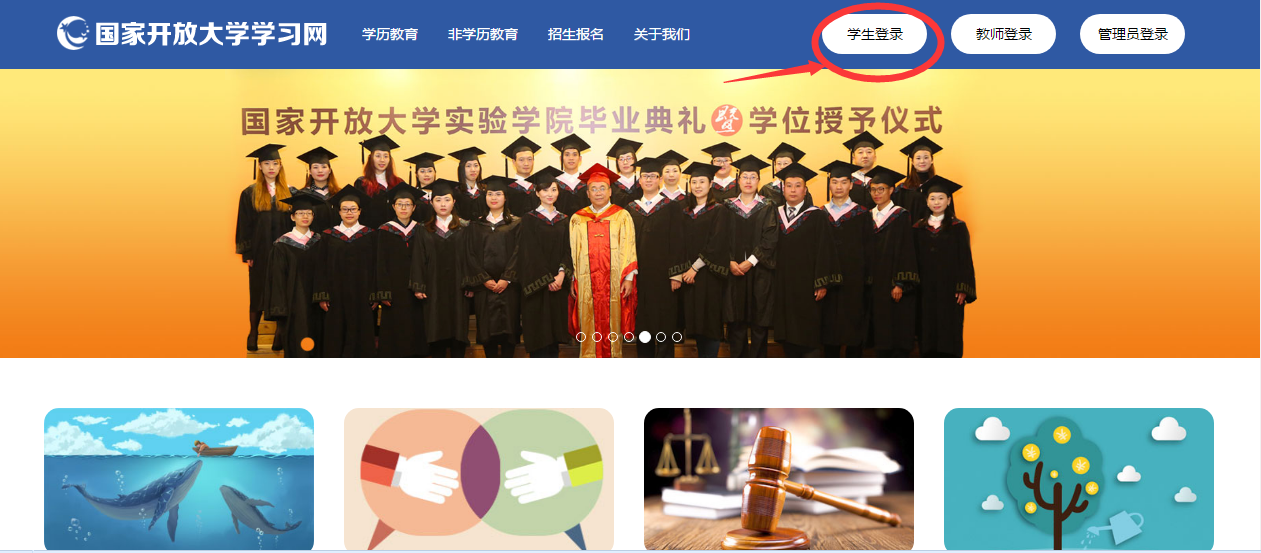 国家开放大学学习网
学历教育 非学历教育 招生报名 关于我们 学生登录 教师登录 管理员登录
国家开放大学实验学院毕业典礼暨学位授予仪式